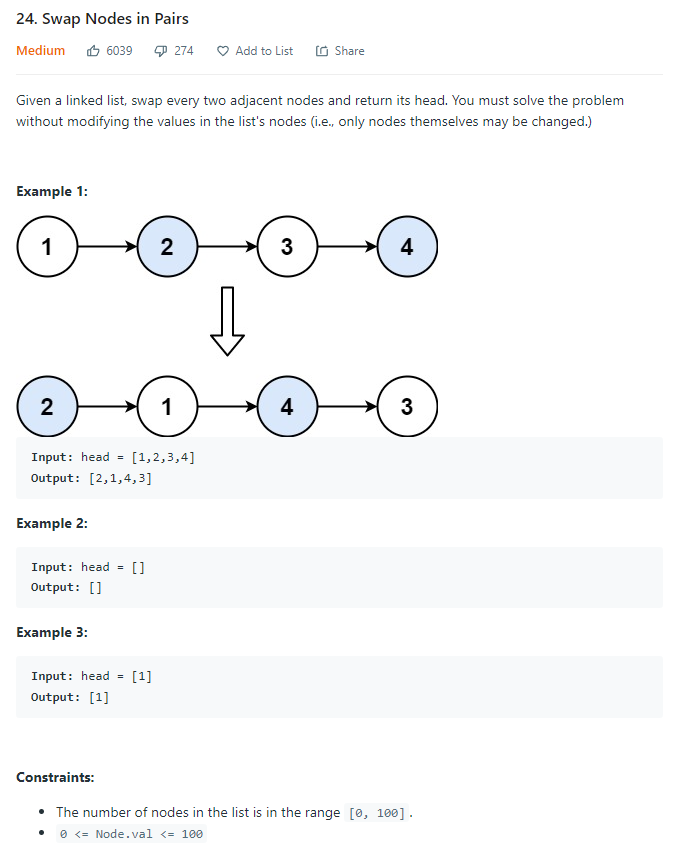 24. Swap Nodes in Pairs
Medium 6039 274 Add to List Share
Given a linked list, swap every two adjacent nodes and return its head. You must solve the problem
without modifying the values in the list's nodes (i.e., only nodes themselves may be changed.)
Example 1:
1 2 3 4
2 1 4 3
Input: head = [1,2,3,4]
Output: [2,1,4,3]
Example 2:
Input: head = []
Output: []
Example 3:
Input: head = [1]
Output: [1]
Constraints:
• The number of nodes in the list is in the range [0, 100].
• 0 <= Node.val <= 100